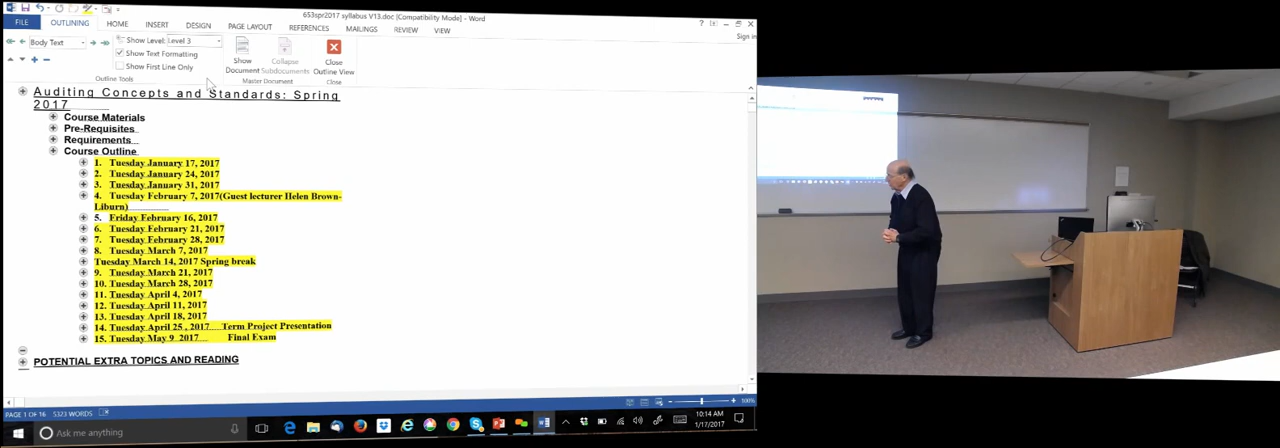 653spr2017 syllabus V13.doc [Compatibility Mode] - Word
FILE OUTLINING HOME INSERT DESIGN PAGE LAYOUT REFERENCES MAILINGS REVIEW VIEW
Sign in
Body Text
Show Level: Level 3
Show Text Formatting
Show First Line Only
Outline Tools
Show Document
Collapse Subdocuments
Master Document
Close Outline View
Close
Auditing Concepts and Standards: Spring
2017
Course Materials
Pre-Requisites
Requirements
Course Outline
1. Tuesday January 17, 2017
2. Tuesday January 24, 2017
3. Tuesday January 31, 2017
4. Tuesday February 7, 2017(Guest lecturer Helen Brown-
Liburn)
5. Friday February 16, 2017
6. Tuesday February 21, 2017
7. Tuesday February 28, 2017
8. Tuesday March 7, 2017
Tuesday March 14, 2017 Spring break
9. Tuesday March 21, 2017
10. Tuesday March 28, 2017
11. Tuesday April 4, 2017
12. Tuesday April 11, 2017
13. Tuesday April 18, 2017
14. Tuesday April 25 , 2017 Term Project Presentation
15. Tuesday May 9 2017 Final Exam
POTENTIAL EXTRA TOPICS AND READING
PAGE 1 OF 16 5323 WORDS
100%
Ask me anything
10:14 AM
1/17/2017